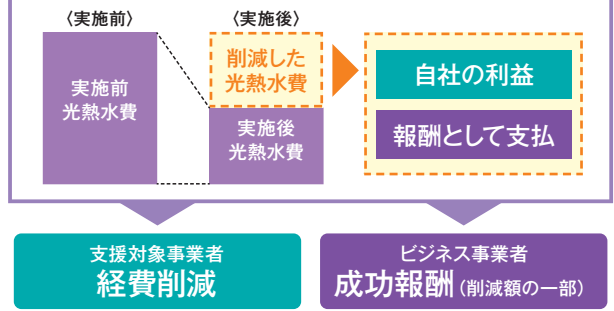 〈実施前〉
〈実施後〉
実施前
光熱水費
削減した
光熱水費
実施後
光熱水費
自社の利益
報酬として支払
支援対象事業者
経費削減
ビジネス事業者
成功報酬（削減額の一部）